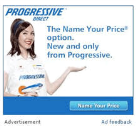 PROGRESSIVE
DIRECT
The Name Your Price®
option.
New and only
from Progressive.
Name Your Price
Advertisement
Ad feedback